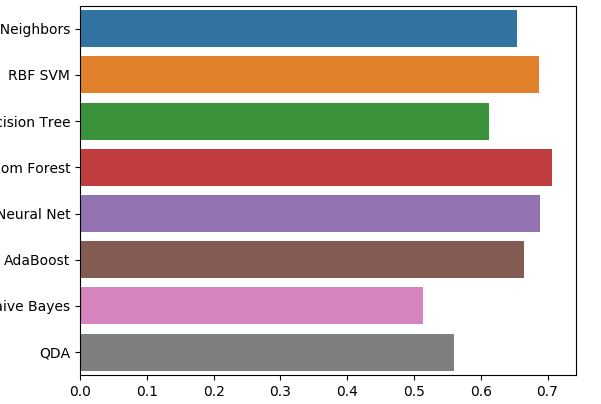 Neighbors
RBF SVM
cision Tree
om Forest
Neural Net
AdaBoost
aive Bayes
QDA
0.0 0.1 0.2 0.3 0.4 0.5 0.6 0.7